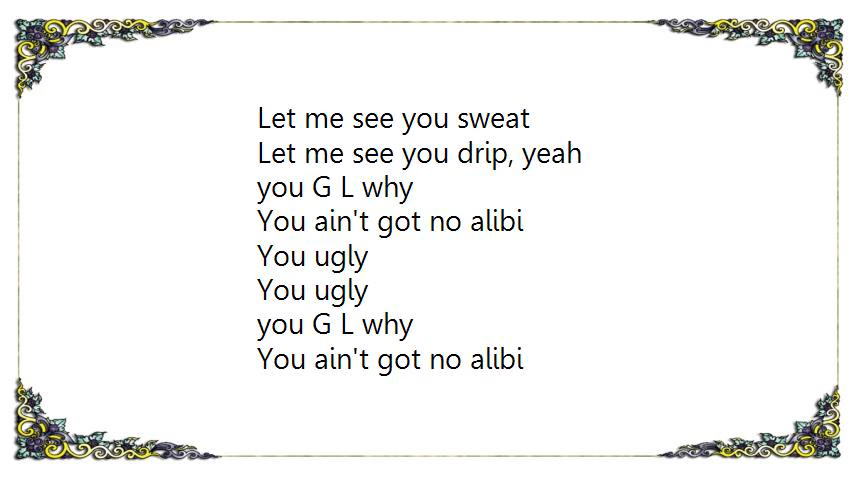 Let me see you sweat
Let me see you drip, yeah
you G L why
You ain't got no alibi
You ugly
You ugly
you G L why
You ain't got no alibi